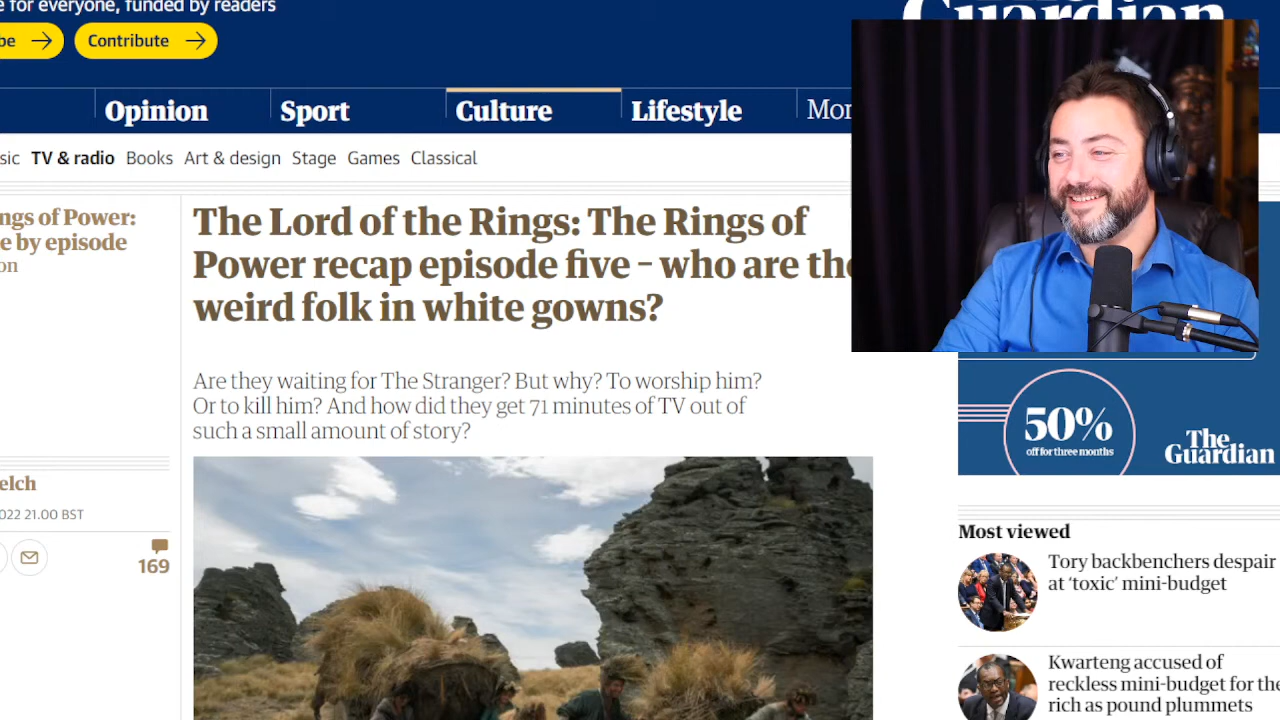 e for everyone, funded by readers
Guardian
be → Contribute →
Opinion Sport Culture Lifestyle Mor
sic TV & radio Books Art & design Stage Games Classical
ngs of Power:
e by episode
on
The Lord of the Rings: The Rings of
Power recap episode five – who are the
weird folk in white gowns?
Are they waiting for The Stranger? But why? To worship him?
Or to kill him? And how did they get 71 minutes of TV out of
such a small amount of story?
elch
022 21.00 BST
169
50%
off for three months
The
Guardian
Most viewed
Tory backbenchers despair
at ‘toxic’ mini-budget
Kwarteng accused of
reckless mini-budget for the
rich as pound plummets